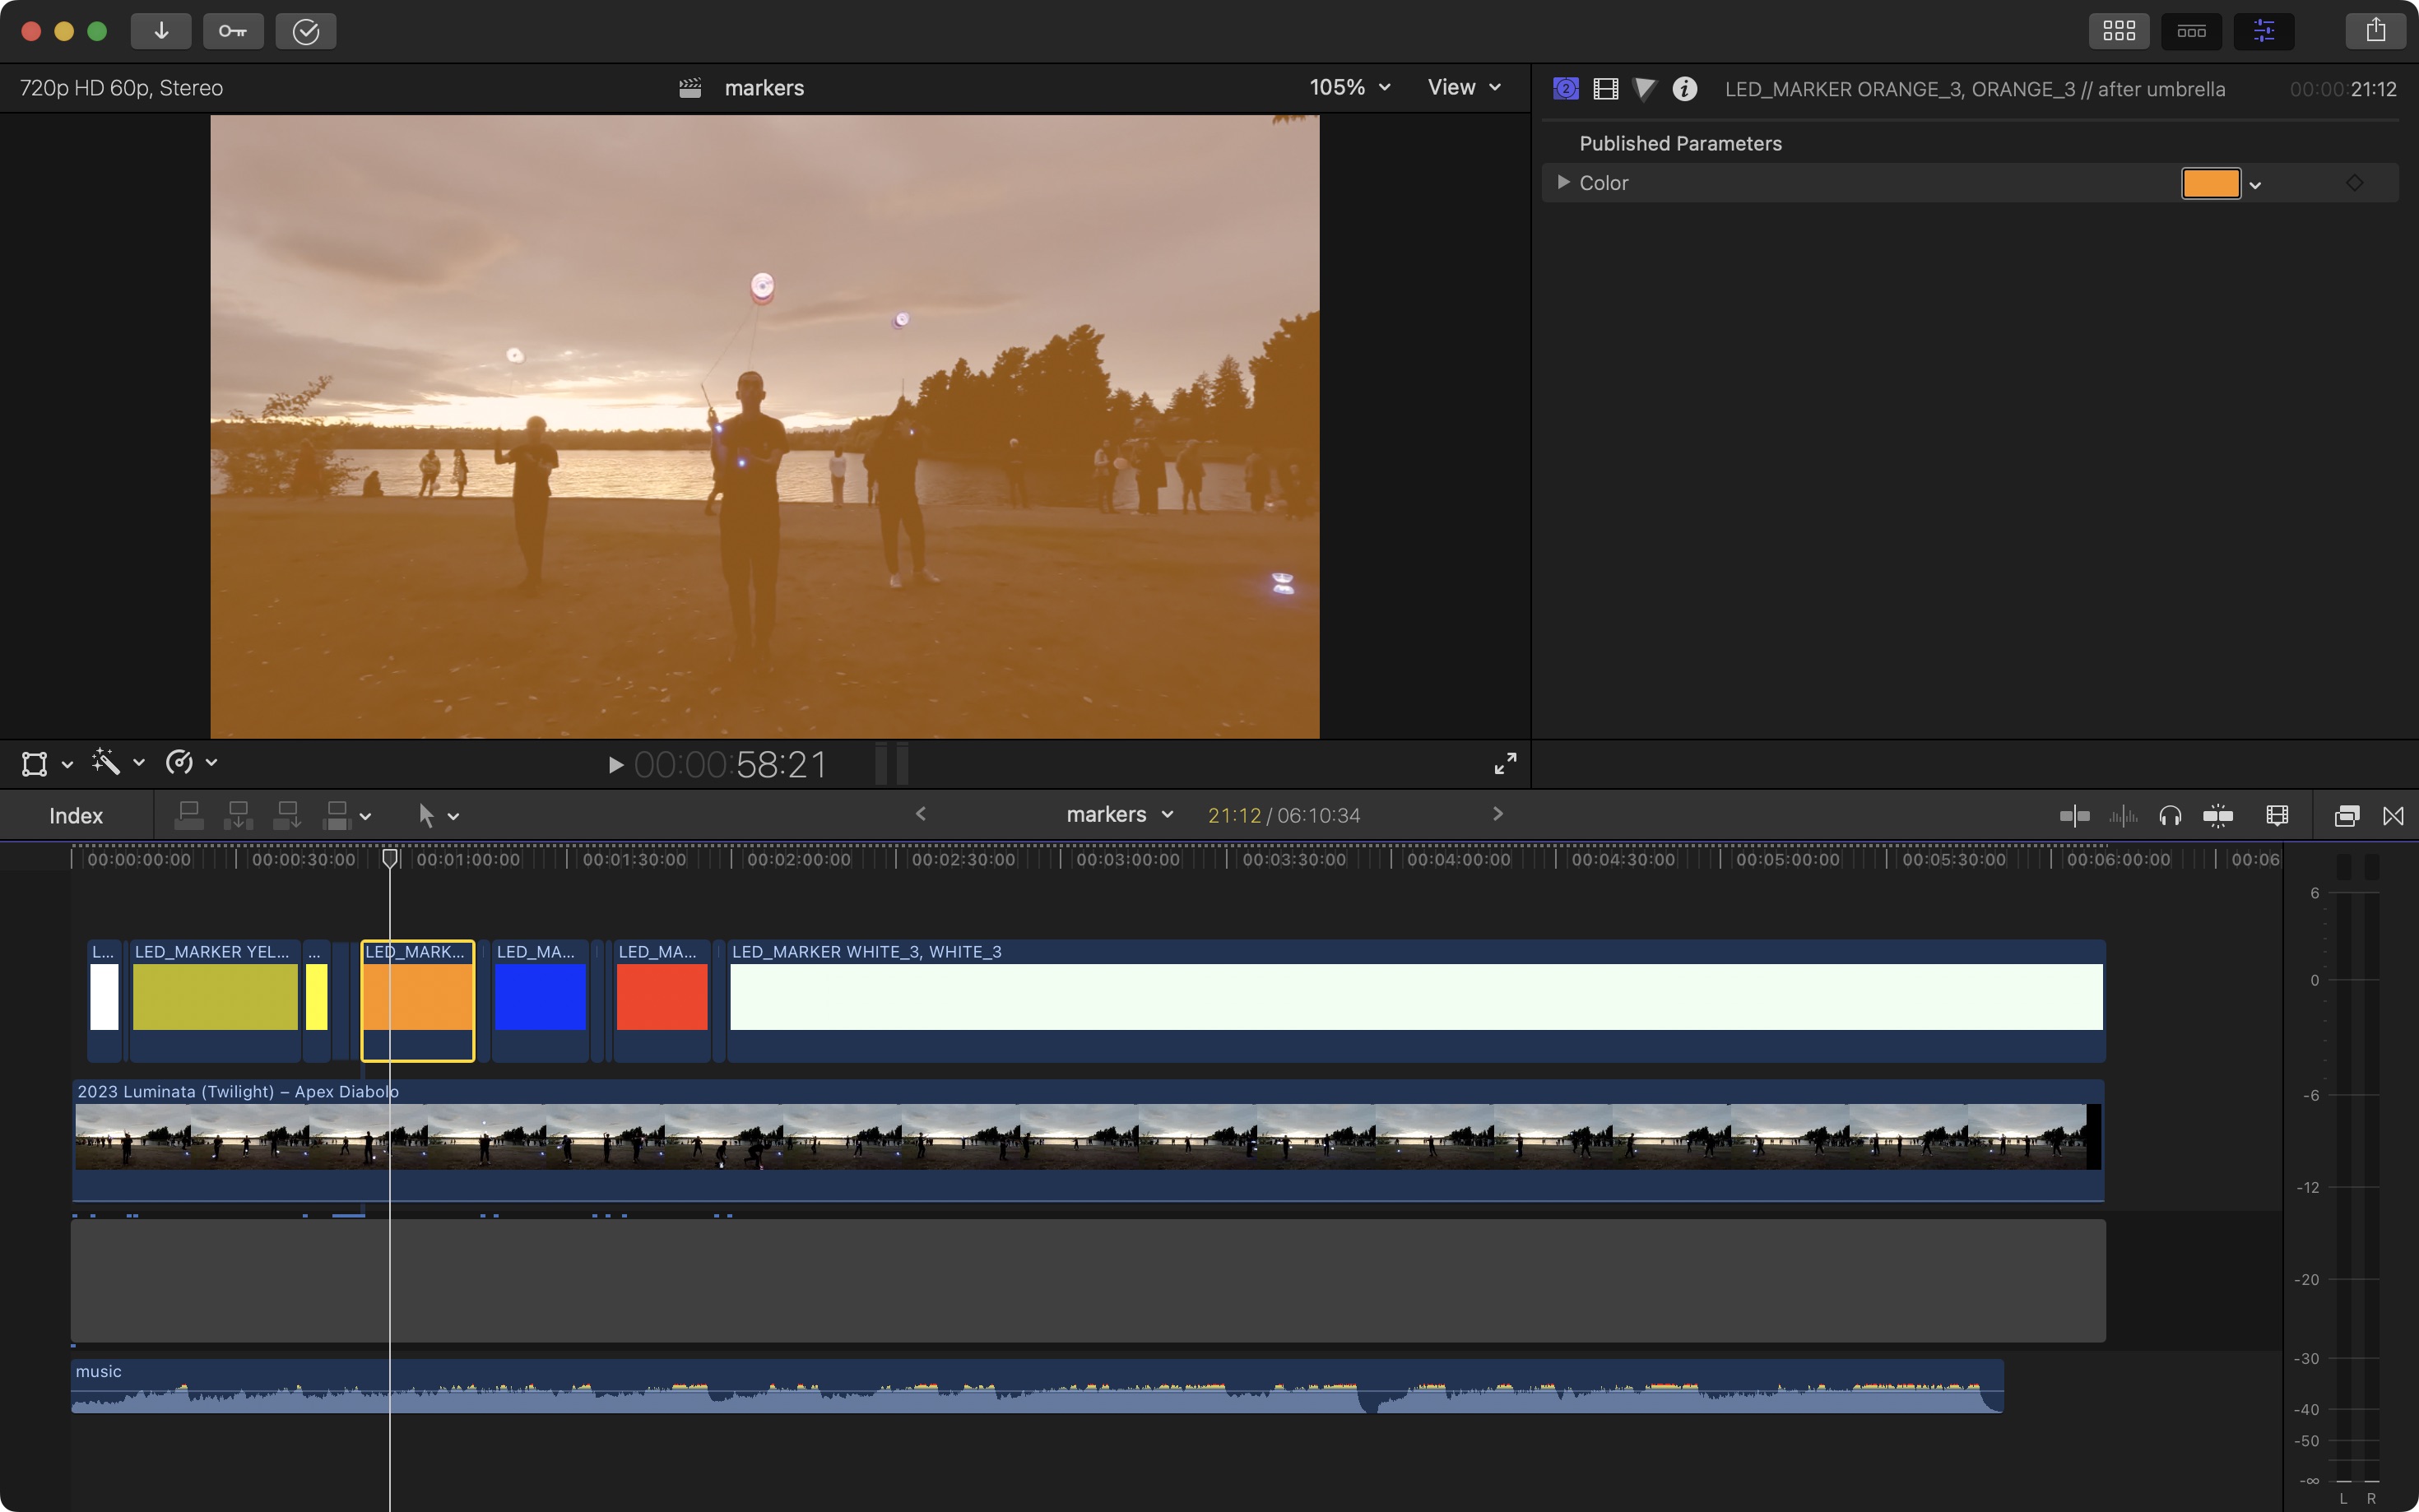 720p HD 60p, Stereo
markers
105%
View
2
LED_MARKER ORANGE_3, ORANGE_3 // after umbrella
00:00:21:12
Published Parameters
Color
00:00:00:58:21
Index
markers
21:12 / 06:10:34
00:00:00:00
00:00:30:00
00:01:00:00
00:01:30:00
00:02:00:00
00:02:30:00
00:03:00:00
00:03:30:00
00:04:00:00
00:04:30:00
00:05:00:00
00:05:30:00
00:06:00:00
00:06
L...
LED_MARKER YEL...
...
LED_MARK...
LED_MA...
LED_MA...
LED_MARKER WHITE_3, WHITE_3
2023 Luminata (Twilight) – Apex Diabolo
music
6
0
-6
-12
-20
-30
-40
-50
-∞
L R